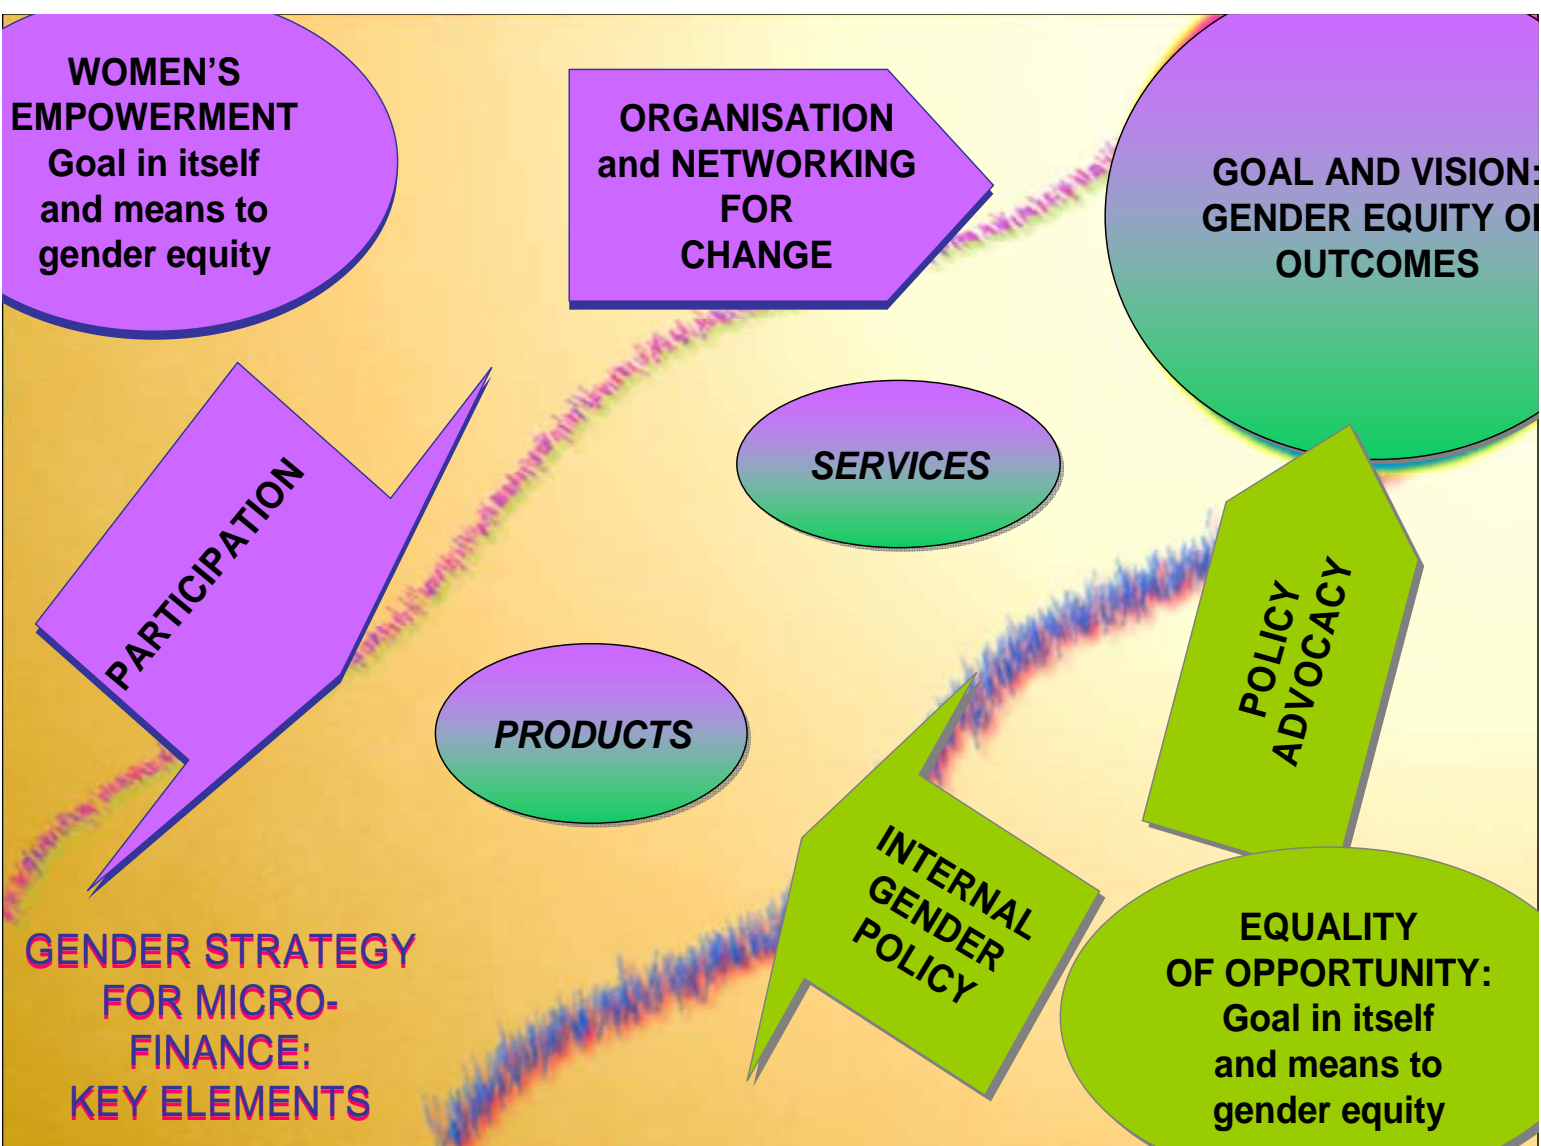 WOMEN'S
EMPOWERMENT
Goal in itself
and means to
gender equity
ORGANISATION
and NETWORKING
FOR
CHANGE
GOAL AND VISION:
GENDER EQUITY OF
OUTCOMES
SERVICES
PARTICIPATION
PRODUCTS
POLICY
ADVOCACY
INTERNAL
GENDER
POLICY
GENDER STRATEGY
FOR MICRO-
FINANCE:
KEY ELEMENTS
EQUALITY
OF OPPORTUNITY:
Goal in itself
and means to
gender equity